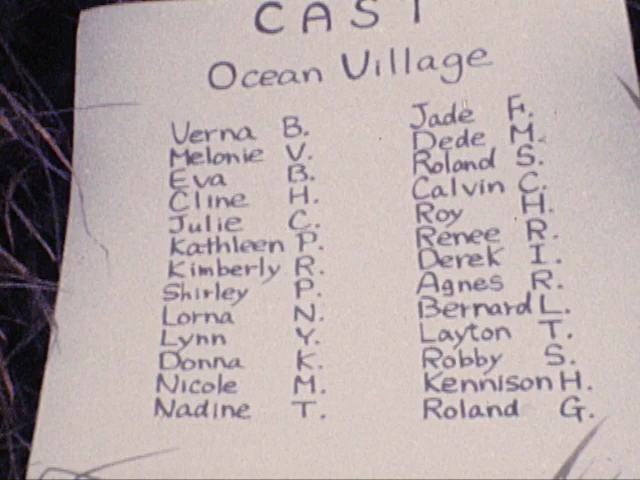 CAST
Ocean Village
Verna B.
Melonie V.
Eva B.
Cline H.
Julie C.
Kathleen P.
Kimberly R.
Shirley P.
Lorna N.
Lynn Y.
Donna K.
Nicole M.
Nadine T.
Jade F.
Dede M.
Roland S.
Calvin C.
Roy H.
Renee R.
Derek I.
Agnes R.
Bernard L.
Layton T.
Robby S.
Kennison H.
Roland G.